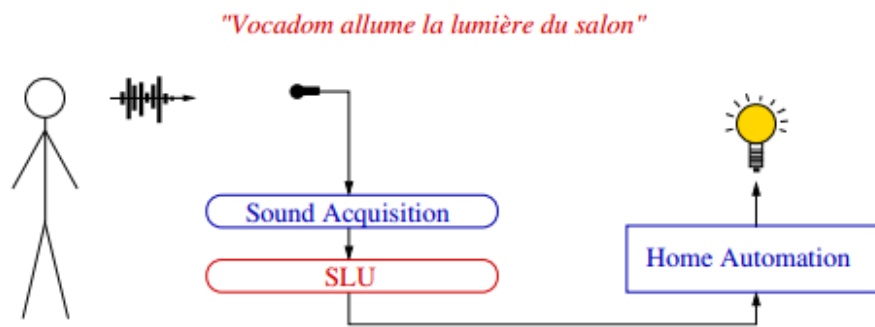 "Vocadom allume la lumière du salon"
Sound Acquisition
SLU
Home Automation